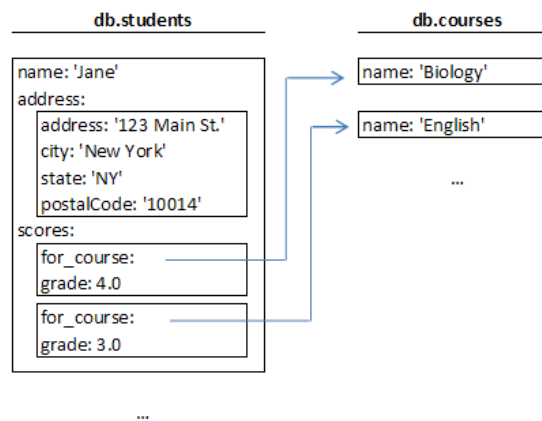 db.students
name: 'Jane'
address:
address: '123 Main St.'
city: 'New York'
state: 'NY'
postalCode: '10014'
scores:
for_course:
grade: 4.0
for_course:
grade: 3.0
...
db.courses
name: 'Biology'
name: 'English'
...